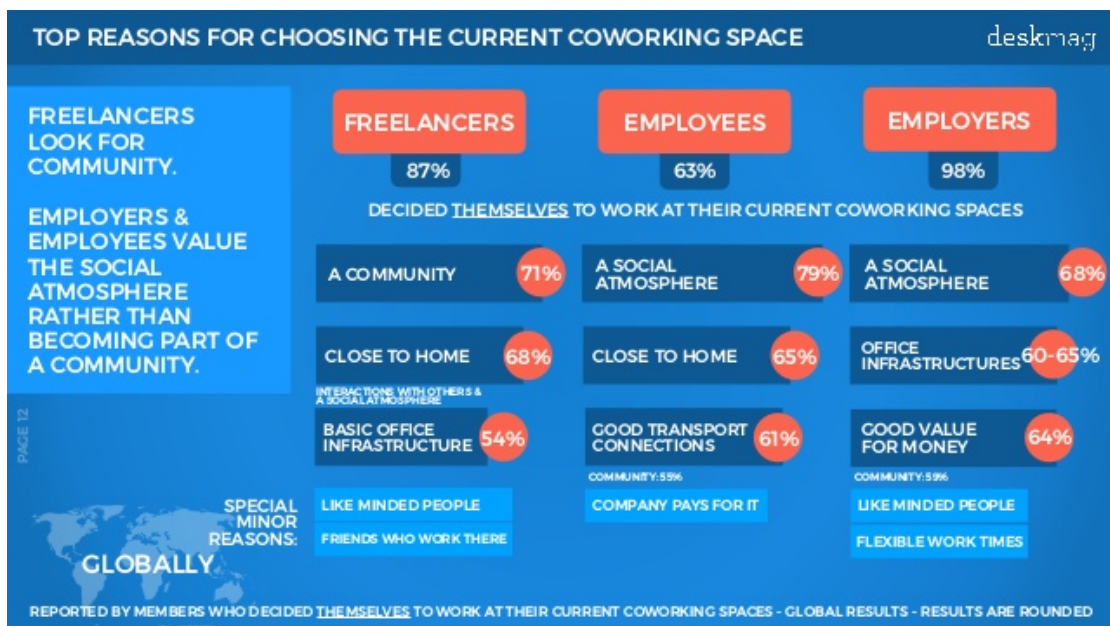 TOP REASONS FOR CHOOSING THE CURRENT COWORKING SPACE
deskmag
FREELANCERS
LOOK FOR
COMMUNITY.
EMPLOYERS &
EMPLOYEES VALUE
THE SOCIAL
ATMOSPHERE
RATHER THAN
BECOMING PART OF
A COMMUNITY.
FREELANCERS
87%
EMPLOYEES
63%
EMPLOYERS
98%
DECIDED THEMSELVES TO WORK AT THEIR CURRENT COWORKING SPACES
A COMMUNITY
71%
CLOSE TO HOME
68%
INTERACTIONS WITH OTHERS &
A SOCIAL ATMOSPHERE
BASIC OFFICE
INFRASTRUCTURE
54%
A SOCIAL
ATMOSPHERE
79%
CLOSE TO HOME
65%
GOOD TRANSPORT
CONNECTIONS
61%
COMMUNITY: 55%
A SOCIAL
ATMOSPHERE
68%
OFFICE
INFRASTRUCTURES
60-65%
GOOD VALUE
FOR MONEY
64%
COMMUNITY: 59%
SPECIAL
MINOR
REASONS:
LIKE MINDED PEOPLE
FRIENDS WHO WORK THERE
COMPANY PAYS FOR IT
LIKE MINDED PEOPLE
FLEXIBLE WORK TIMES
PAGE 12
GLOBALLY
REPORTED BY MEMBERS WHO DECIDED THEMSELVES TO WORK AT THEIR CURRENT COWORKING SPACES - GLOBAL RESULTS - RESULTS ARE ROUNDED